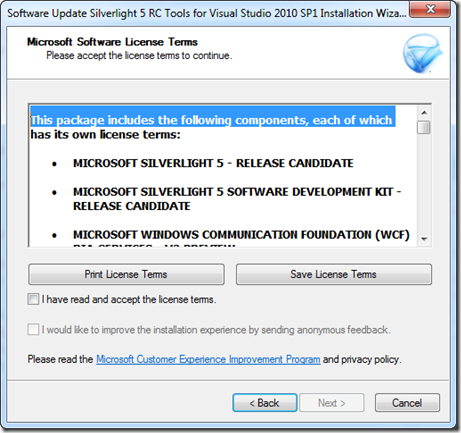 Software Update Silverlight 5 RC Tools for Visual Studio 2010 SP1 Installation Wiza...
Microsoft Software License Terms
Please accept the license terms to continue.
This package includes the following components, each of which
has its own license terms:
• MICROSOFT SILVERLIGHT 5 - RELEASE CANDIDATE
• MICROSOFT SILVERLIGHT 5 SOFTWARE DEVELOPMENT KIT -
RELEASE CANDIDATE
• MICROSOFT WINDOWS COMMUNICATION FOUNDATION (WCF)
RIA SERVICES - V2 PREVIEW
Print License Terms
Save License Terms
I have read and accept the license terms.
I would like to improve the installation experience by sending anonymous feedback.
Please read the Microsoft Customer Experience Improvement Program and privacy policy.
< Back
Next >
Cancel